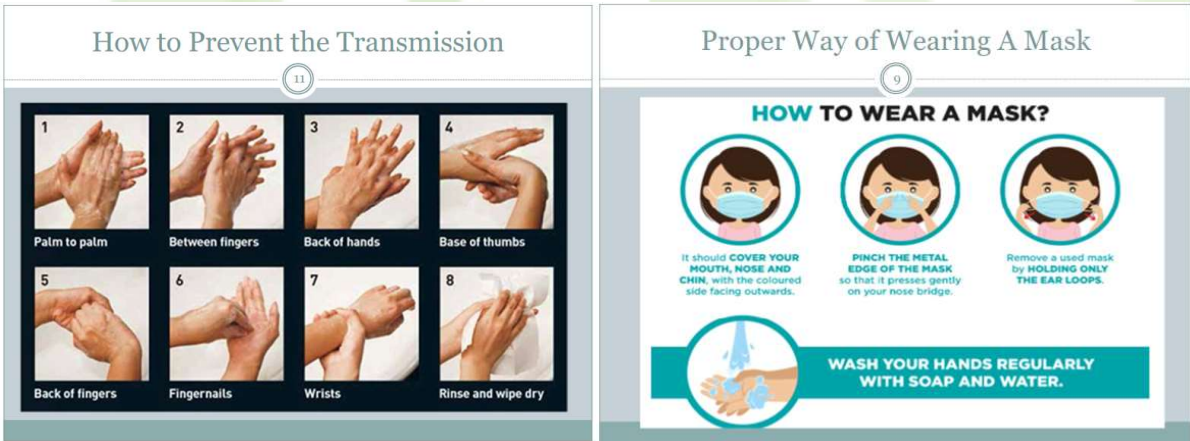 How to Prevent the Transmission
11
1
2
3
4
Palm to palm
Between fingers
Back of hands
Base of thumbs
5
6
7
8
Back of fingers
Fingernails
Wrists
Rinse and wipe dry
Proper Way of Wearing A Mask
9
HOW TO WEAR A MASK?
It should COVER YOUR
MOUTH, NOSE AND
CHIN, with the coloured
side facing outwards.
PINCH THE METAL
EDGE OF THE MASK
so that it presses gently
on your nose bridge.
Remove a used mask
by HOLDING ONLY
THE EAR LOOPS.
WASH YOUR HANDS REGULARLY
WITH SOAP AND WATER.